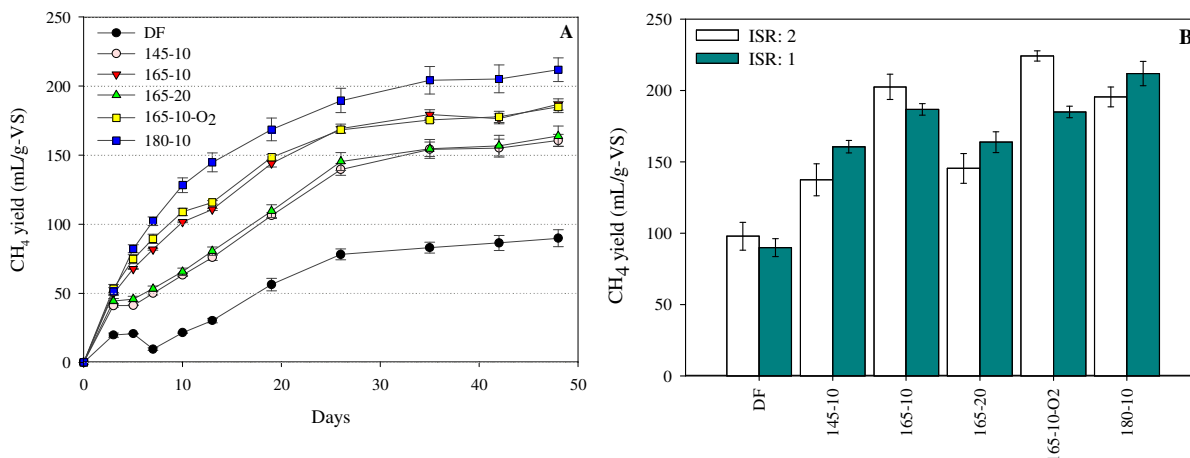 A
DF
145-10
165-10
165-20
165-10-O2
180-10
CH4 yield (mL/g-VS)
250
200
150
100
50
0
0 10 20 30 40 50
Days
B
ISR: 2
ISR: 1
CH4 yield (mL/g-VS)
250
200
150
100
50
0
DF
145-10
165-10
165-20
165-10-O2
180-10